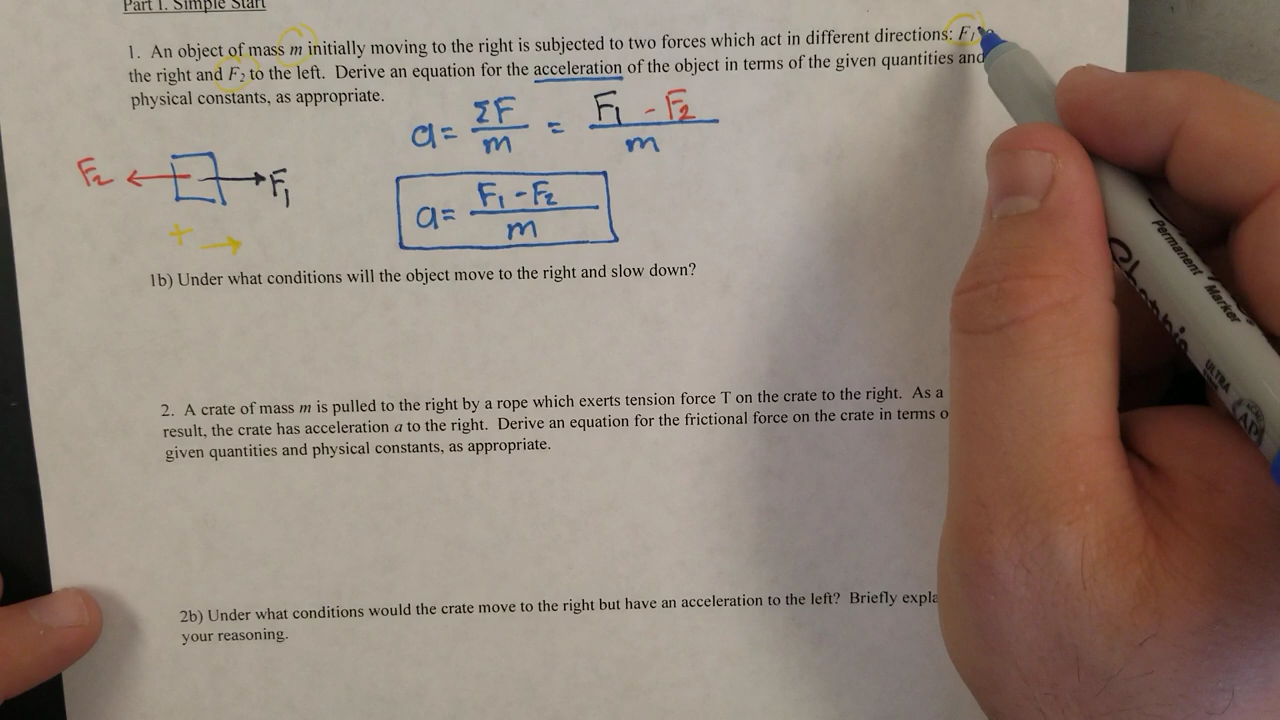 Part 1. Simple Start
1. An object of mass m initially moving to the right is subjected to two forces which act in different directions: F₁
the right and F₂ to the left. Derive an equation for the acceleration of the object in terms of the given quantities and
physical constants, as appropriate.
a = ΣF/m = (F₁ - F₂)/m
F₂ ← → F₁
a = (F₁ - F₂)/m
+ →
1b) Under what conditions will the object move to the right and slow down?
2. A crate of mass m is pulled to the right by a rope which exerts tension force T on the crate to the right. As a
result, the crate has acceleration a to the right. Derive an equation for the frictional force on the crate in terms o
given quantities and physical constants, as appropriate.
2b) Under what conditions would the crate move to the right but have an acceleration to the left? Briefly expla
your reasoning.
Sharpie
Permanent Marker
ULTRA